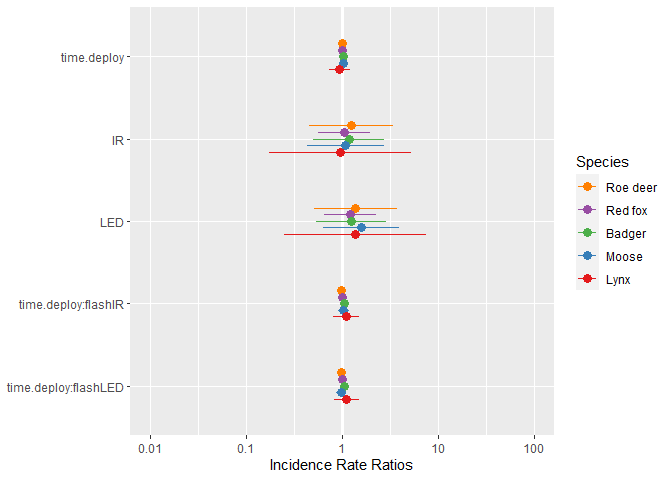 time.deploy
IR
LED
time.deploy:flashIR
time.deploy:flashLED
0.01
0.1
1
10
100
Incidence Rate Ratios
Species
Roe deer
Red fox
Badger
Moose
Lynx